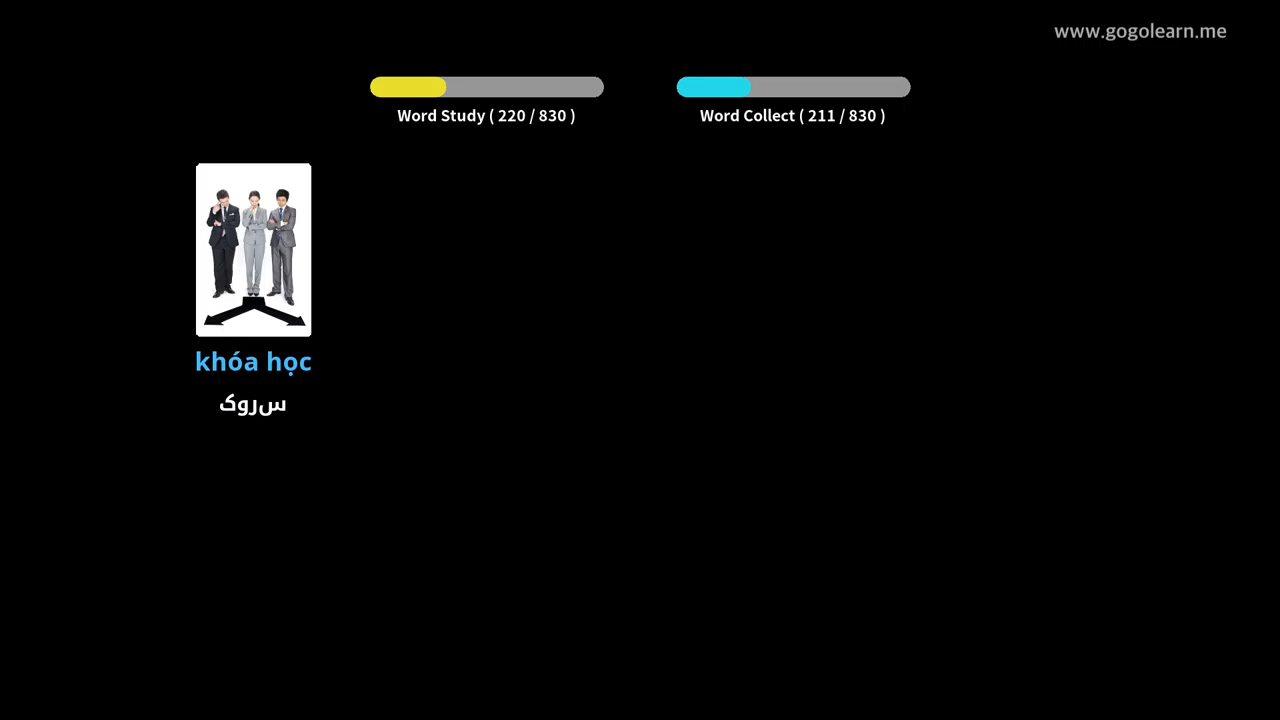 www.gogolearn.me
Word Study ( 220 / 830 )
Word Collect ( 211 / 830 )
khóa học
سروک